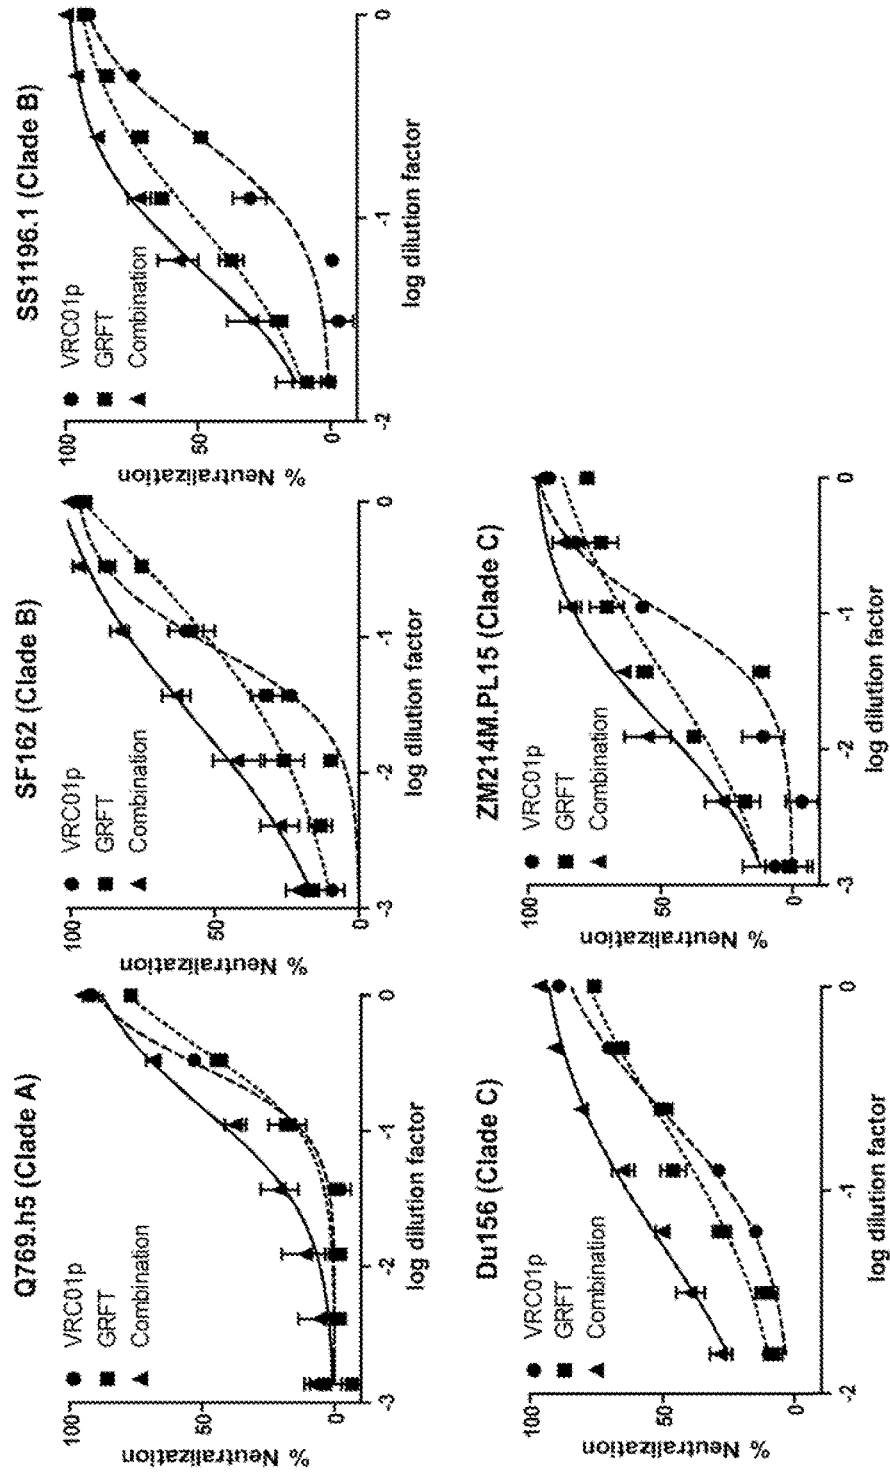 Q769.h5 (Clade A)
% Neutralization
100
50
0
VRC01p
GRFT
Combination
-3
-2
-1
0
log dilution factor
SF162 (Clade B)
% Neutralization
100
50
0
VRC01p
GRFT
Combination
-3
-2
-1
0
log dilution factor
SS1196.1 (Clade B)
% Neutralization
100
50
0
VRC01p
GRFT
Combination
-2
-1
0
log dilution factor
Du156 (Clade C)
% Neutralization
100
50
0
VRC01p
GRFT
Combination
-2
-1
0
log dilution factor
ZM214M.PL15 (Clade C)
% Neutralization
100
50
0
VRC01p
GRFT
Combination
-3
-2
-1
0
log dilution factor